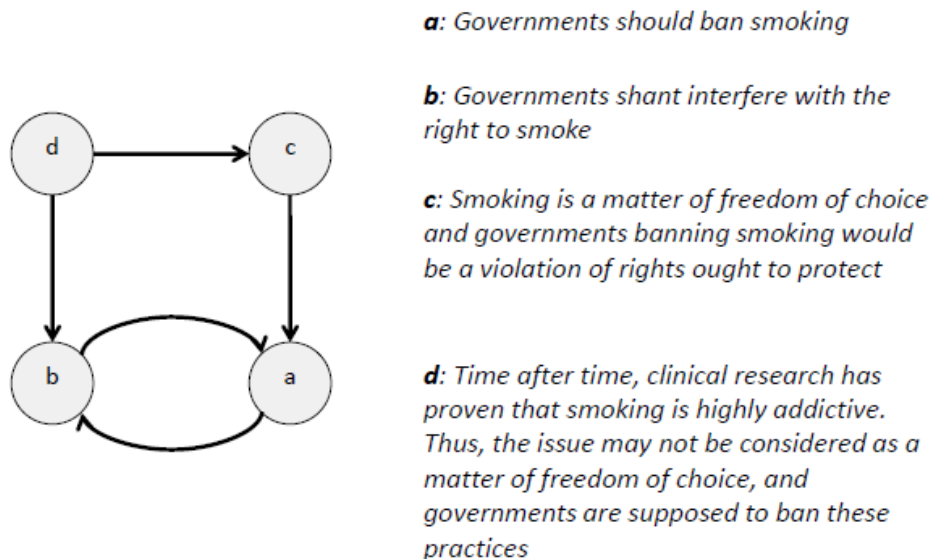 a: Governments should ban smoking
b: Governments shant interfere with the
right to smoke
d
c
c: Smoking is a matter of freedom of choice
and governments banning smoking would
be a violation of rights ought to protect
b
a
d: Time after time, clinical research has
proven that smoking is highly addictive.
Thus, the issue may not be considered as a
matter of freedom of choice, and
governments are supposed to ban these
practices